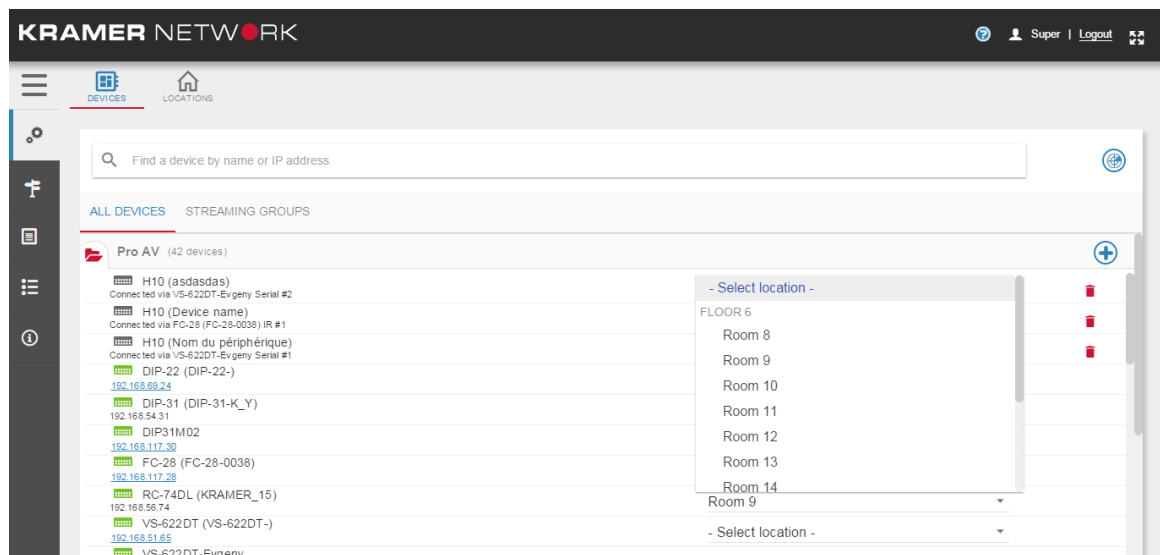 KRAMER NETWORK
Super | Logout
DEVICES
LOCATIONS
Find a device by name or IP address
ALL DEVICES STREAMING GROUPS
Pro AV (42 devices)
H10 (asdasdas)
Connected via VS-622DT-Evgeny Serial #2
H10 (Device name)
Connected via FC-28 (FC-28-0038) IR #1
H10 (Nom du périphérique)
Connected via VS-622DT-Evgeny Serial #1
DIP-22 (DIP-22-)
192.168.69.24
DIP-31 (DIP-31-K_Y)
192.168.54.31
DIP31M02
192.168.117.30
FC-28 (FC-28-0038)
192.168.117.28
RC-74DL (KRAMER_15)
192.168.56.74
VS-622DT (VS-622DT-)
192.168.51.65
VS-622DT-Evgeny
- Select location -
FLOOR 6
Room 8
Room 9
Room 10
Room 11
Room 12
Room 13
Room 14
Room 9
- Select location -